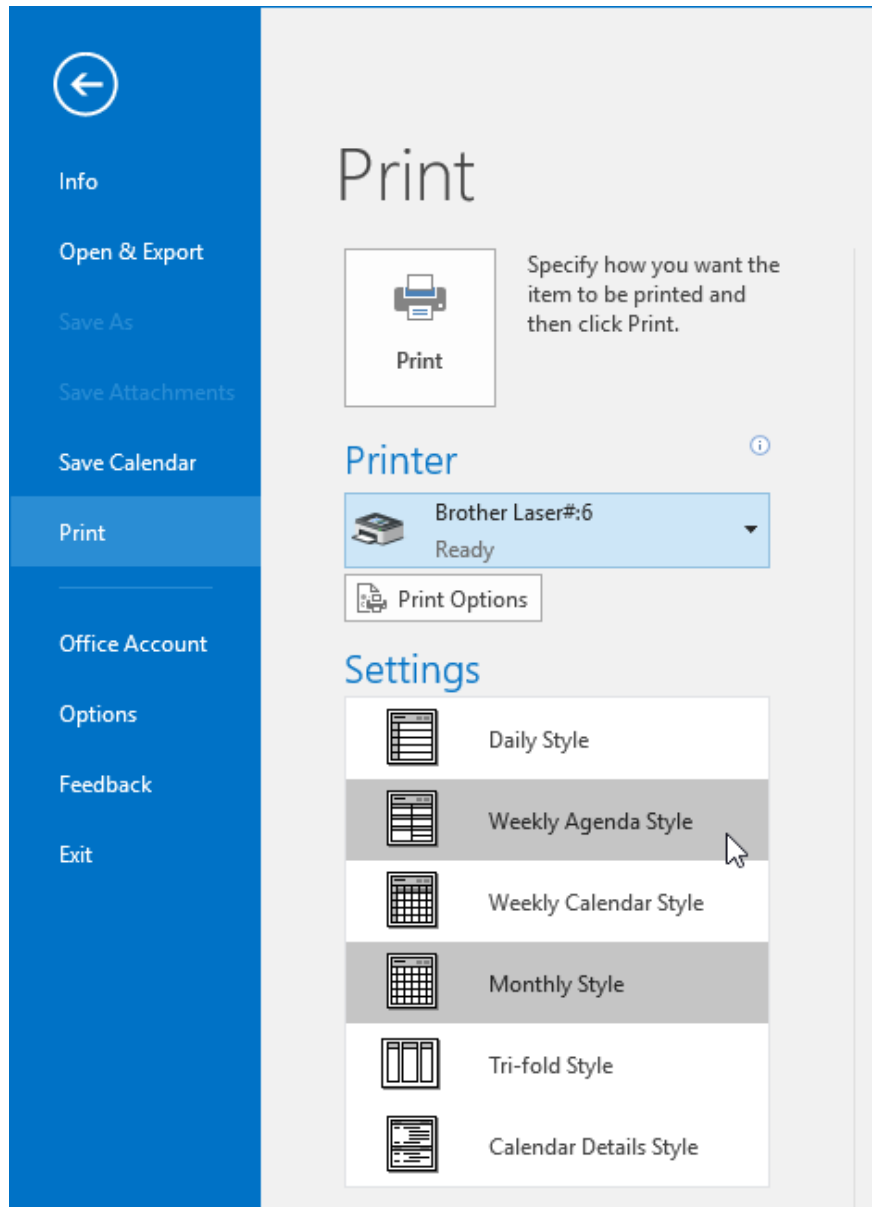 Info
Open & Export
Save As
Save Attachments
Save Calendar
Print
Office Account
Options
Feedback
Exit
Print
Print
Specify how you want the
item to be printed and
then click Print.
Printer
Brother Laser#:6
Ready
Print Options
Settings
Daily Style
Weekly Agenda Style
Weekly Calendar Style
Monthly Style
Tri-fold Style
Calendar Details Style